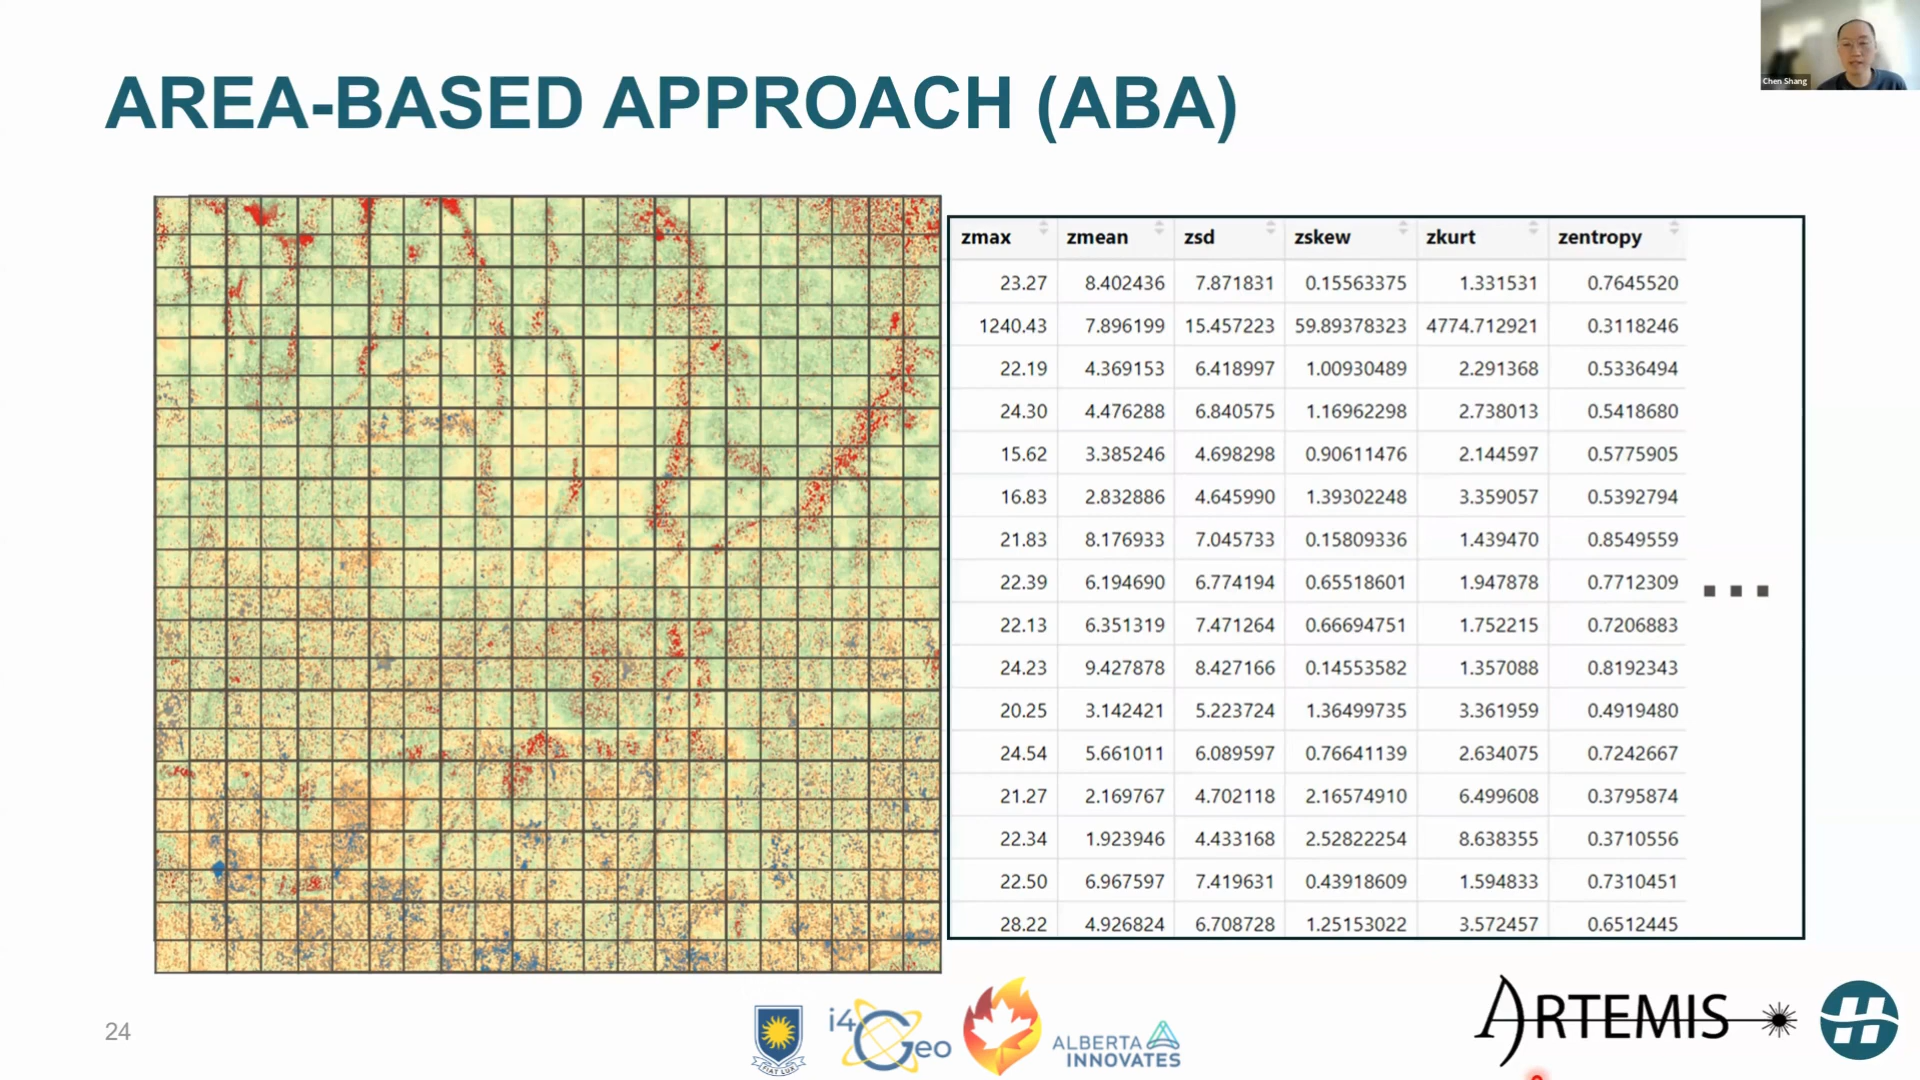 Chen Shang
AREA-BASED APPROACH (ABA)
zmax zmean zsd zskew zkurt zentropy
23.27 8.402436 7.871831 0.15563375 1.331531 0.7645520
1240.43 7.896199 15.457223 59.89378323 4774.712921 0.3118246
22.19 4.369153 6.418997 1.00930489 2.291368 0.5336494
24.30 4.476288 6.840575 1.16962298 2.738013 0.5418680
15.62 3.385246 4.698298 0.90611476 2.144597 0.5775905
16.83 2.832886 4.645990 1.39302248 3.359057 0.5392794
21.83 8.176933 7.045733 0.15809336 1.439470 0.8549559
22.39 6.194690 6.774194 0.65518601 1.947878 0.7712309
22.13 6.351319 7.471264 0.66694751 1.752215 0.7206883
24.23 9.427878 8.427166 0.14553582 1.357088 0.8192343
20.25 3.142421 5.223724 1.36499735 3.361959 0.4919480
24.54 5.661011 6.089597 0.76641139 2.634075 0.7242667
21.27 2.169767 4.702118 2.16574910 6.499608 0.3795874
22.34 1.923946 4.433168 2.52822254 8.638355 0.3710556
22.50 6.967597 7.419631 0.43918609 1.594833 0.7310451
28.22 4.926824 6.708728 1.25153022 3.572457 0.6512445
...
24
FIAT LUX
i4Geo
ALBERTA
INNOVATES
ARTEMIS